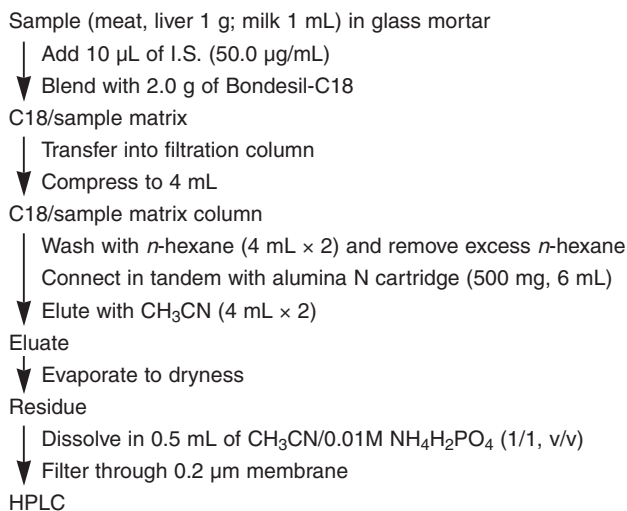 Sample (meat, liver 1 g; milk 1 mL) in glass mortar
Add 10 µL of I.S. (50.0 µg/mL)
Blend with 2.0 g of Bondesil-C18
C18/sample matrix
Transfer into filtration column
Compress to 4 mL
C18/sample matrix column
Wash with n-hexane (4 mL × 2) and remove excess n-hexane
Connect in tandem with alumina N cartridge (500 mg, 6 mL)
Elute with CH₃CN (4 mL × 2)
Eluate
Evaporate to dryness
Residue
Dissolve in 0.5 mL of CH₃CN/0.01M NH₄H₂PO₄ (1/1, v/v)
Filter through 0.2 µm membrane
HPLC